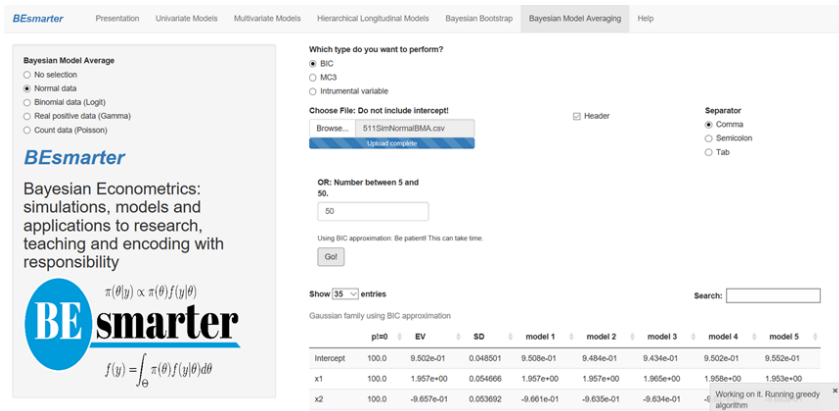 BEsmarter Presentation Univariate Models Multivariate Models Hierarchical Longitudinal Models Bayesian Bootstrap Bayesian Model Averaging Help
Bayesian Model Average
No selection
Normal data
Binomial data (Logit)
Real positive data (Gamma)
Count data (Poisson)
BEsmarter
Bayesian Econometrics:
simulations, models and
applications to research,
teaching and encoding with
responsibility
π(θ|y) ∝ π(θ)f(y|θ)
BE smarter
f(y) = ∫_Θ π(θ)f(y|θ)dθ
Which type do you want to perform?
BIC
MC3
Intrumental variable
Choose File: Do not include intercept!
Browse... 511SimNormalBMA.csv
Upload complete
Header
Separator
Comma
Semicolon
Tab
OR: Number between 5 and
50.
50
Using BIC approximation: Be patient! This can take time.
Go!
Show 35 entries
Search:
Gaussian family using BIC approximation
p!=0 EV SD model 1 model 2 model 3 model 4 model 5
Intercept 100.0 9.502e-01 0.048501 9.508e-01 9.484e-01 9.434e-01 9.502e-01 9.552e-01
x1 100.0 1.957e+00 0.054666 1.957e+00 1.957e+00 1.965e+00 1.958e+00 1.953e+00
x2 100.0 -9.657e-01 0.053692 -9.661e-01 -9.635e-01 -9.634e-01
Working on it. Running greedy
algorithm
×